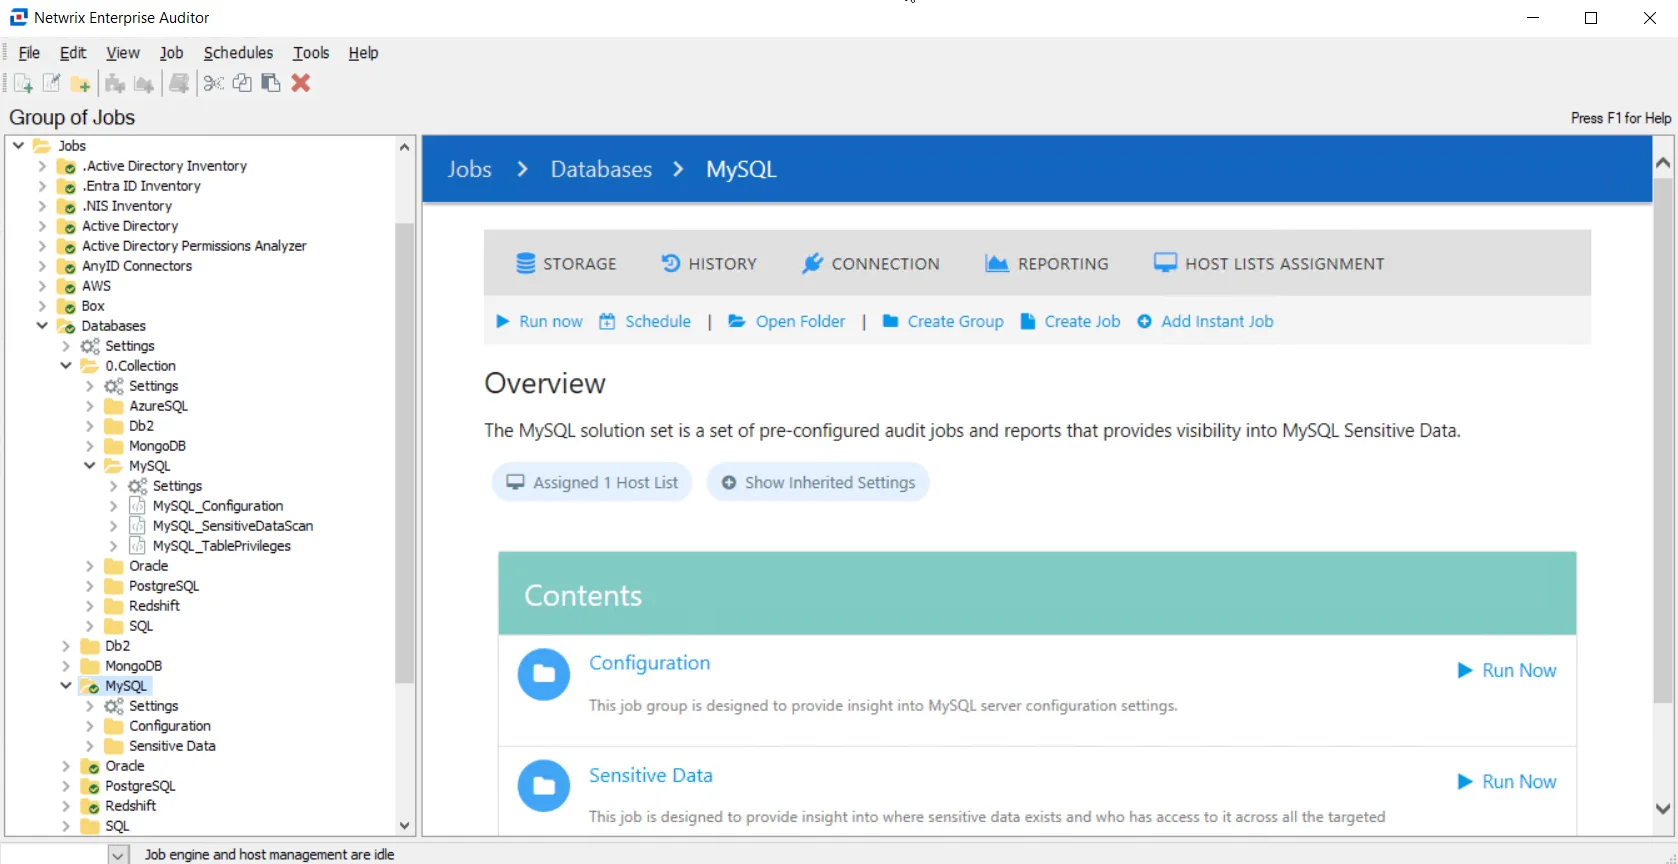 Netwrix Enterprise Auditor
File Edit View Job Schedules Tools Help
Group of Jobs
Press F1 for Help
Jobs
.Active Directory Inventory
.Entra ID Inventory
.NIS Inventory
Active Directory
Active Directory Permissions Analyzer
AnyID Connectors
AWS
Box
Databases
Settings
0.Collection
Settings
AzureSQL
Db2
MongoDB
MySQL
Settings
MySQL_Configuration
MySQL_SensitiveDataScan
MySQL_TablePrivileges
Oracle
PostgreSQL
Redshift
SQL
Db2
MongoDB
MySQL
Settings
Configuration
Sensitive Data
Oracle
PostgreSQL
Redshift
SQL
Jobs > Databases > MySQL
STORAGE HISTORY CONNECTION REPORTING HOST LISTS ASSIGNMENT
Run now Schedule | Open Folder | Create Group Create Job Add Instant Job
Overview
The MySQL solution set is a set of pre-configured audit jobs and reports that provides visibility into MySQL Sensitive Data.
Assigned 1 Host List Show Inherited Settings
Contents
Configuration
Run Now
This job group is designed to provide insight into MySQL server configuration settings.
Sensitive Data
Run Now
This job is designed to provide insight into where sensitive data exists and who has access to it across all the targeted
Job engine and host management are idle